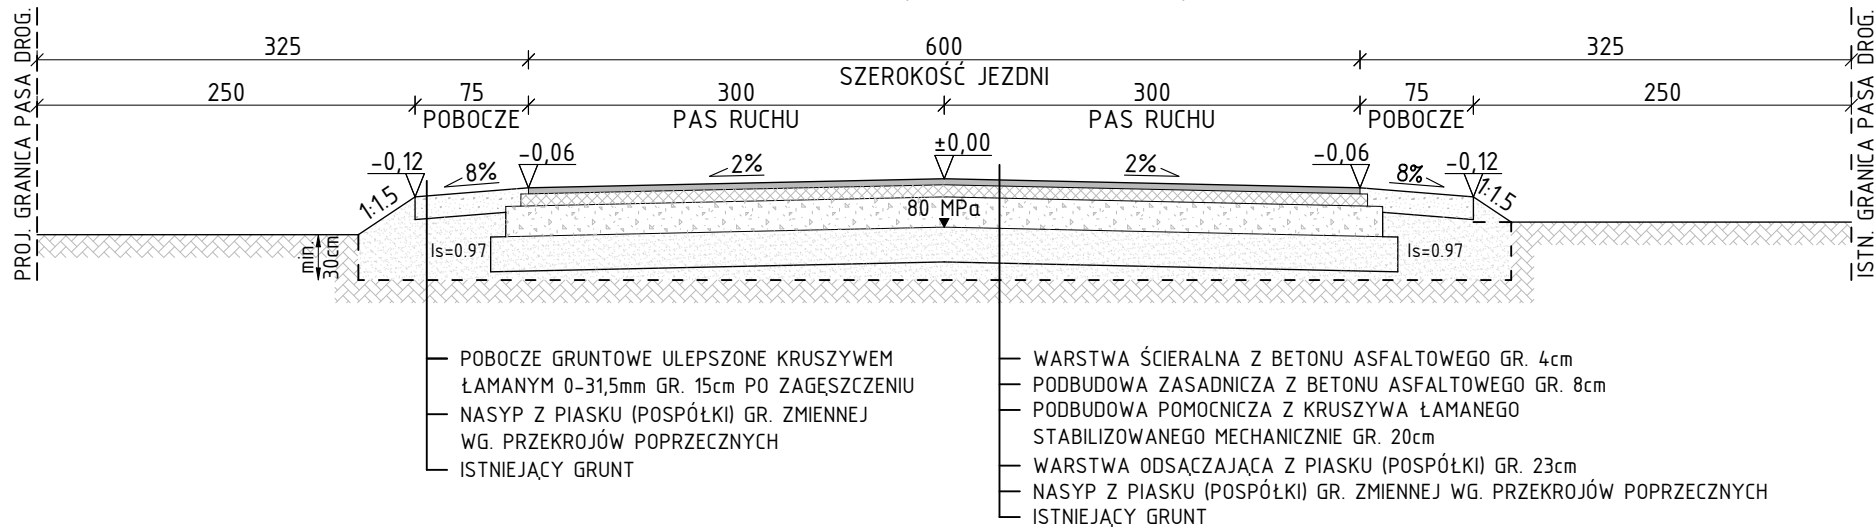 PROJ. GRANICA PASA DROG.
ISTN. GRANICA PASA DROG.
325 600 325
SZEROKOŚĆ JEZDNI
250 75 300 300 75 250
POBOCZE PAS RUCHU PAS RUCHU POBOCZE
-0,12 8% -0,06 2% ±0,00 2% -0,06 8% -0,12
1:1.5 1:1.5
80 MPa
min. 30cm
Is=0.97 Is=0.97
POBOCZE GRUNTOWE ULEPSZONE KRUSZYWEM
ŁAMANYM 0-31,5mm GR. 15cm PO ZAGĘSZCZENIU
NASYP Z PIASKU (POSPÓŁKI) GR. ZMIENNEJ
WG. PRZEKROJÓW POPRZECZNYCH
ISTNIEJĄCY GRUNT
WARSTWA ŚCIERALNA Z BETONU ASFALTOWEGO GR. 4cm
PODBUDOWA ZASADNICZA Z BETONU ASFALTOWEGO GR. 8cm
PODBUDOWA POMOCNICZA Z KRUSZYWA ŁAMANEGO
STABILIZOWANEGO MECHANICZNIE GR. 20cm
WARSTWA ODSĄCZAJĄCA Z PIASKU (POSPÓŁKI) GR. 23cm
NASYP Z PIASKU (POSPÓŁKI) GR. ZMIENNEJ WG. PRZEKROJÓW POPRZECZNYCH
ISTNIEJĄCY GRUNT